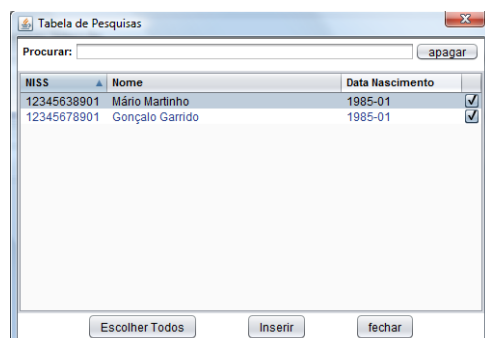 Tabela de Pesquisas
Procurar: apagar
NISS Nome Data Nascimento
12345638901 Mário Martinho 1985-01
12345678901 Gonçalo Garrido 1985-01
Escolher Todos Inserir fechar